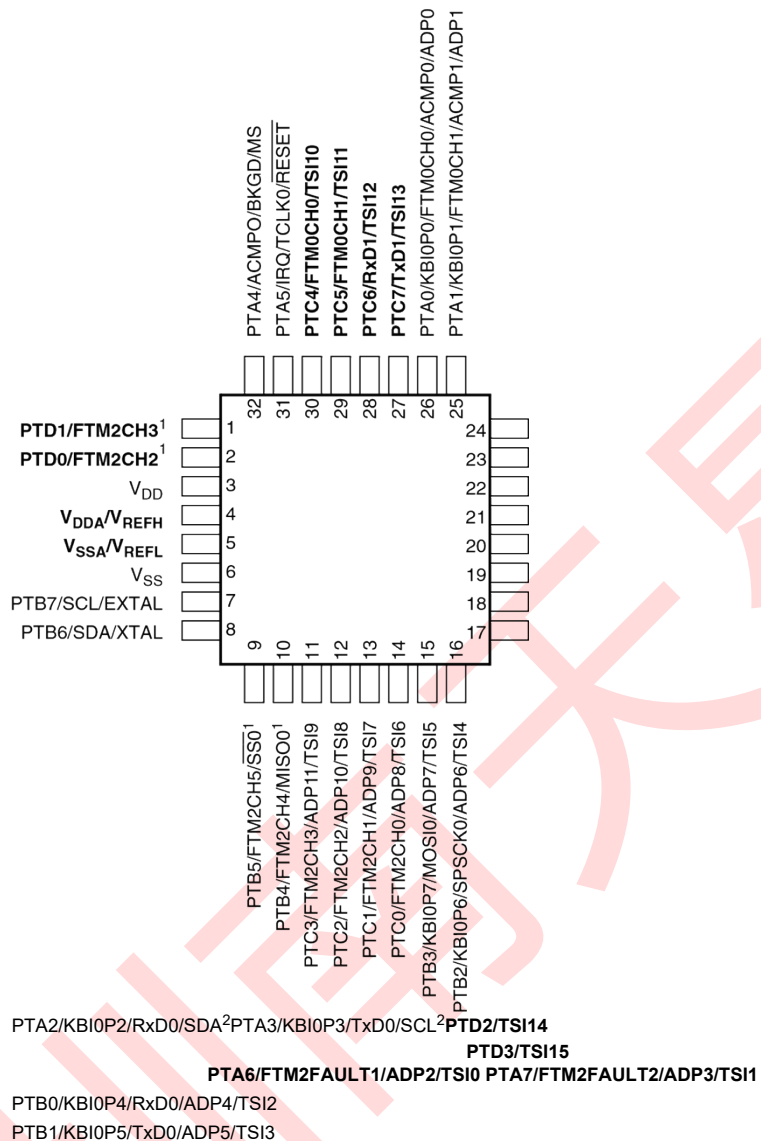 PTA4/ACMPO/BKGD/MS
PTA5/IRQ/TCLK0/RESET
PTC4/FTM0CH0/TSI10
PTC5/FTM0CH1/TSI11
PTC6/RxD1/TSI12
PTC7/TxD1/TSI13
PTA0/KBI0P0/FTM0CH0/ACMP0/ADP0
PTA1/KBI0P1/FTM0CH1/ACMP1/ADP1
32 31 30 29 28 27 26 25
PTD1/FTM2CH3¹ 1
PTD0/FTM2CH2¹ 2
VDD 3
VDDA/VREFH 4
VSSA/VREFL 5
VSS 6
PTB7/SCL/EXTAL 7
PTB6/SDA/XTAL 8
24
23
22
21
20
19
18
17
9 10 11 12 13 14 15 16
PTB5/FTM2CH5/SS0¹
PTB4/FTM2CH4/MISO0¹
PTC3/FTM2CH3/ADP11/TSI9
PTC2/FTM2CH2/ADP10/TSI8
PTC1/FTM2CH1/ADP9/TSI7
PTC0/FTM2CH0/ADP8/TSI6
PTB3/KBI0P7/MOSI0/ADP7/TSI5
PTB2/KBI0P6/SPSCK0/ADP6/TSI4
PTA2/KBI0P2/RxD0/SDA²PTA3/KBI0P3/TxD0/SCL²PTD2/TSI14
PTD3/TSI15
PTA6/FTM2FAULT1/ADP2/TSI0 PTA7/FTM2FAULT2/ADP3/TSI1
PTB0/KBI0P4/RxD0/ADP4/TSI2
PTB1/KBI0P5/TxD0/ADP5/TSI3
南天